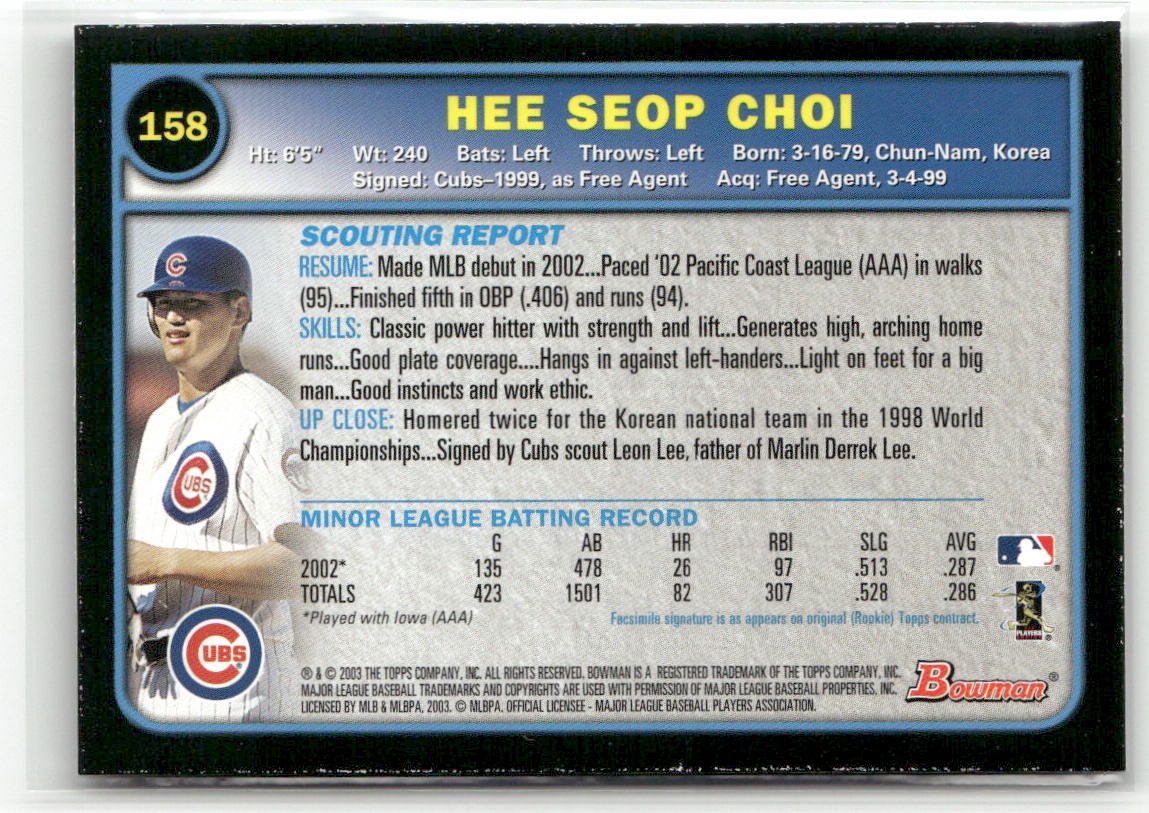 158
HEE SEOP CHOI
Ht: 6'5" Wt: 240 Bats: Left Throws: Left Born: 3-16-79, Chun-Nam, Korea
Signed: Cubs–1999, as Free Agent Acq: Free Agent, 3-4-99
SCOUTING REPORT
RESUME: Made MLB debut in 2002...Paced '02 Pacific Coast League (AAA) in walks
(95)...Finished fifth in OBP (.406) and runs (94).
SKILLS: Classic power hitter with strength and lift...Generates high, arching home
runs...Good plate coverage....Hangs in against left-handers...Light on feet for a big
man...Good instincts and work ethic.
UP CLOSE: Homered twice for the Korean national team in the 1998 World
Championships...Signed by Cubs scout Leon Lee, father of Marlin Derrek Lee.
C
CUBS
MINOR LEAGUE BATTING RECORD
G AB HR RBI SLG AVG
2002* 135 478 26 97 .513 .287
TOTALS 423 1501 82 307 .528 .286
*Played with Iowa (AAA) Facsimile signature is as appears on original (Rookie) Topps contract.
PLAYERS
CUBS
® & © 2003 THE TOPPS COMPANY, INC. ALL RIGHTS RESERVED. BOWMAN IS A REGISTERED TRADEMARK OF THE TOPPS COMPANY, INC.
MAJOR LEAGUE BASEBALL TRADEMARKS AND COPYRIGHTS ARE USED WITH PERMISSION OF MAJOR LEAGUE BASEBALL PROPERTIES, INC.
LICENSED BY MLB & MLBPA, 2003. © MLBPA. OFFICIAL LICENSEE - MAJOR LEAGUE BASEBALL PLAYERS ASSOCIATION.
Bowman®